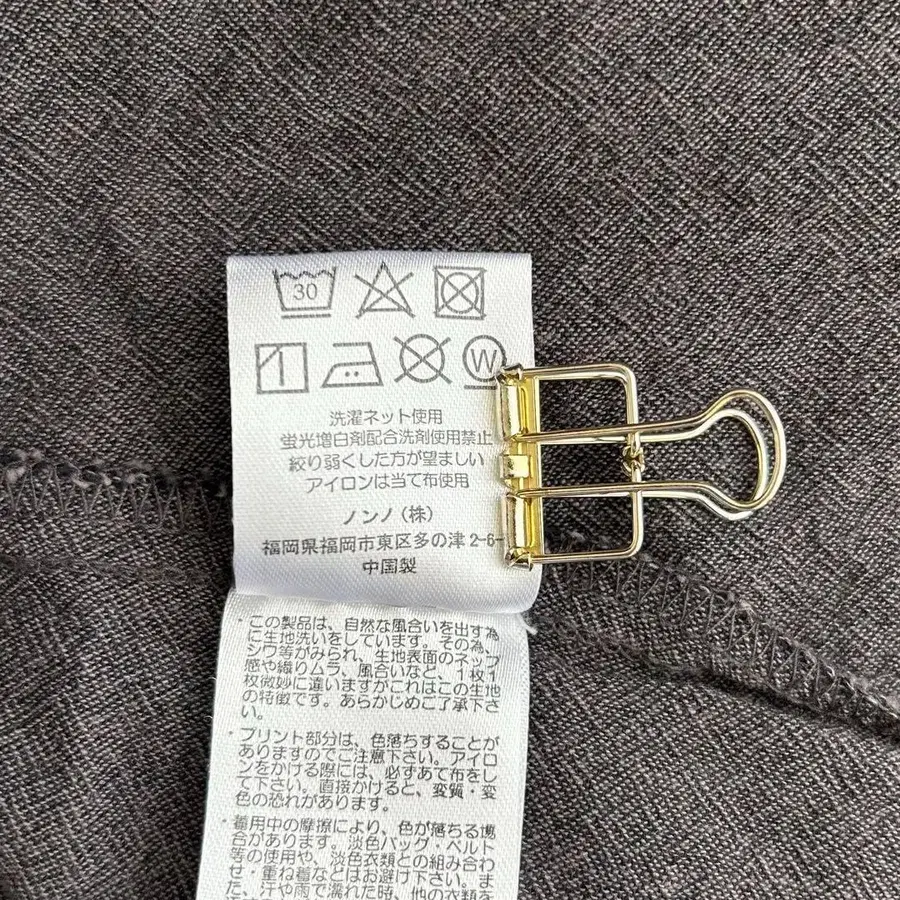 30
W
洗濯ネット使用
蛍光増白剤配合洗剤使用禁止
絞り弱くした方が望ましい
アイロンは当て布使用
ノンノ(株)
福岡県福岡市東区多の津2-6-
中国製
・この製品は、自然な風合いを出す為
に生地洗いをしています。その為、
シワ等がみられ、生地表面のネップ
感や織りムラ、風合いなど、1枚1
枚微妙に違いますがこれはこの生地
の特徴です。あらかじめご了承下さ
い。
・プリント部分は、色落ちすることが
ありますのでご注意下さい。アイロ
ンをかける際には、必ずあて布をし
て下さい。直接かけると、変質・変
色の恐れがあります。
・着用中の摩擦により、色が落ちる場
合があります。淡色バッグ・ベルト
等の使用や、淡色衣類との組み合わ
せ・重ね着などはお避け下さい。ま
た、汗や雨で濡れた時、他の衣類を